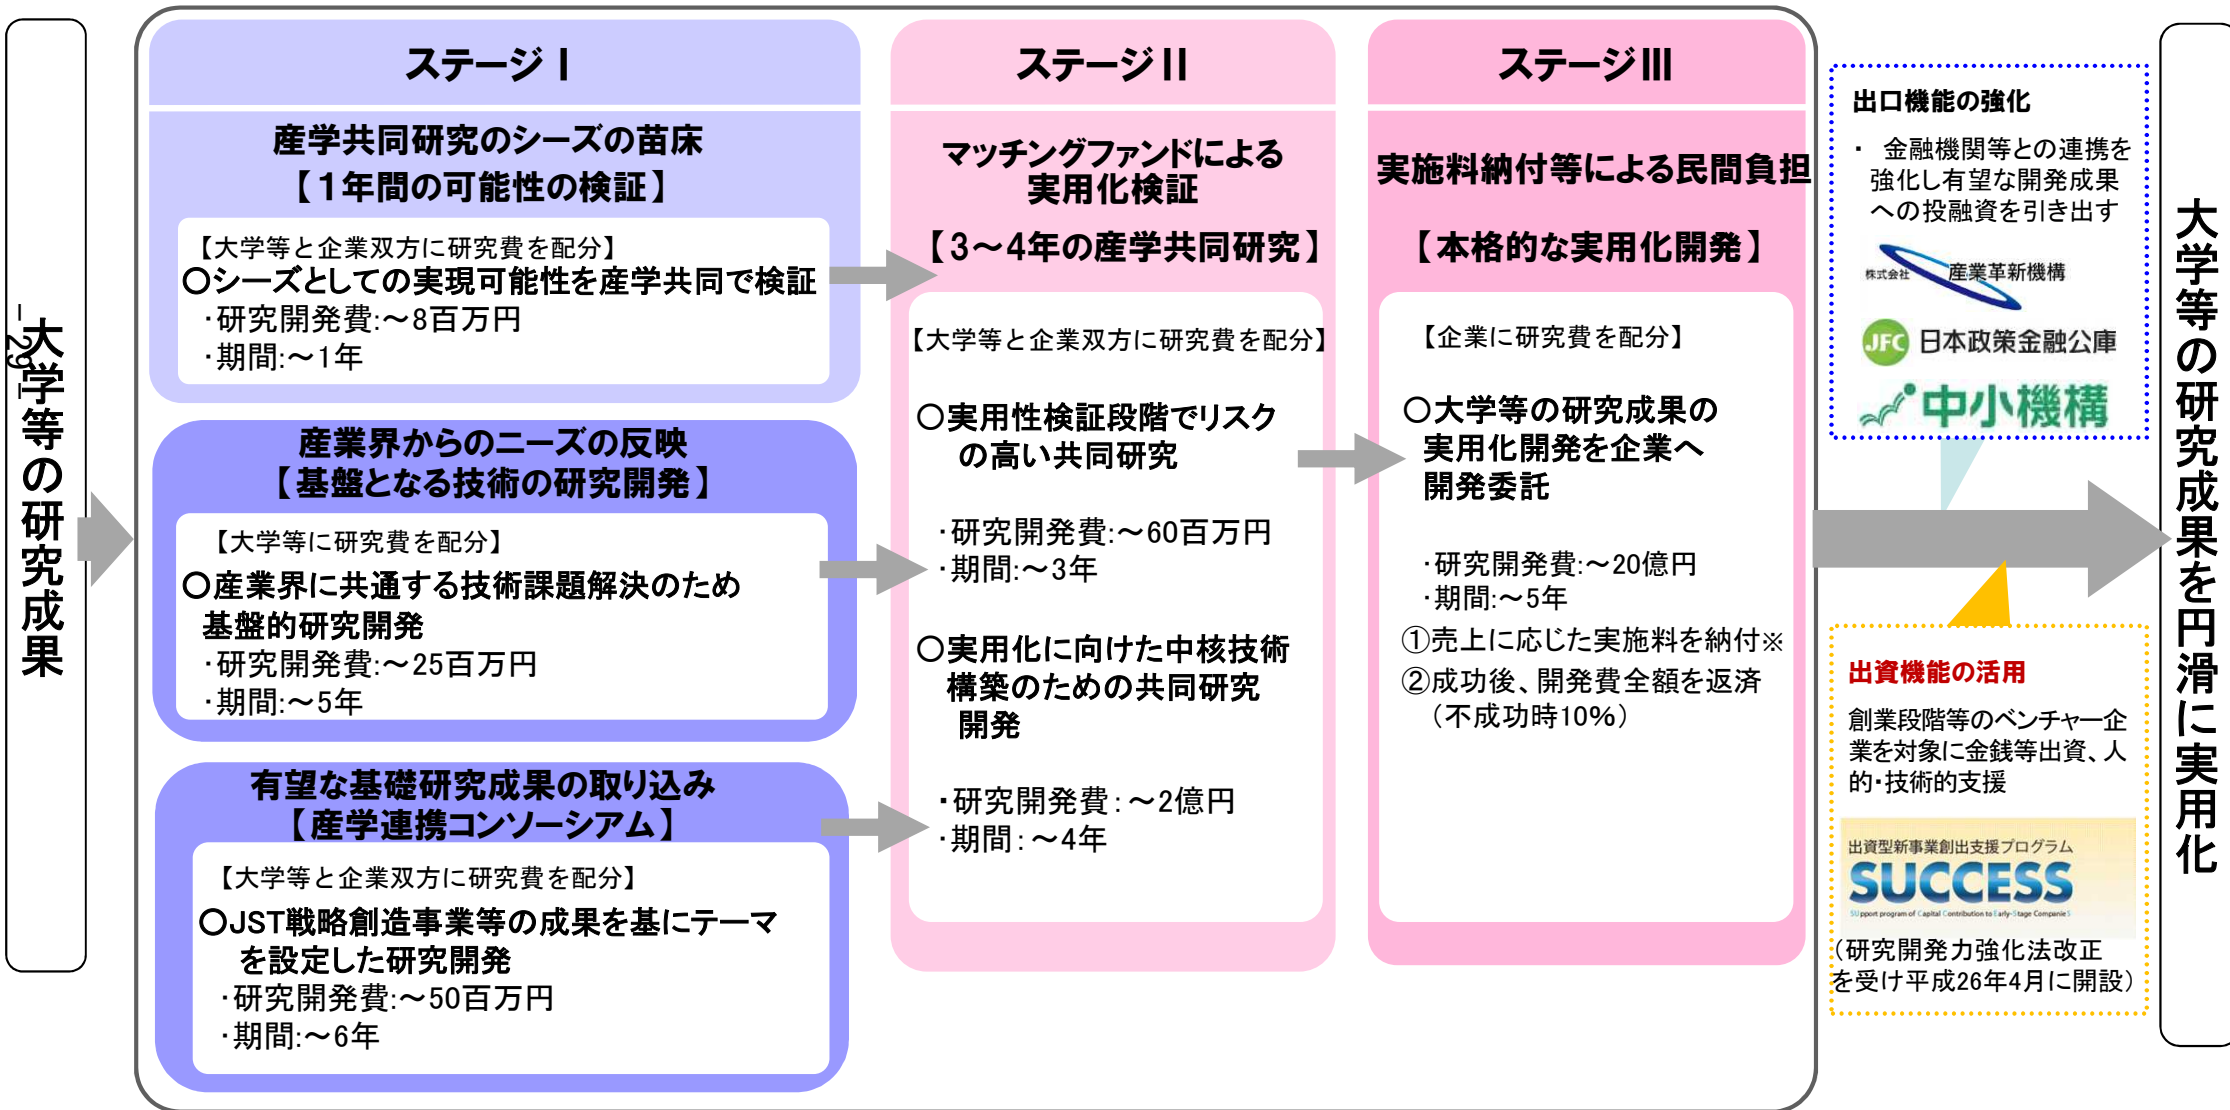 大学等の研究成果
_ 29 _
ステージ Ⅰ
産学共同研究のシーズの苗床
【1年間の可能性の検証】
【大学等と企業双方に研究費を配分】
○シーズとしての実現可能性を産学共同で検証
・研究開発費:～8百万円
・期間:～1年
産業界からのニーズの反映
【基盤となる技術の研究開発】
【大学等に研究費を配分】
○産業界に共通する技術課題解決のため
基盤的研究開発
・研究開発費:～25百万円
・期間:～5年
有望な基礎研究成果の取り込み
【産学連携コンソーシアム】
【大学等と企業双方に研究費を配分】
○JST戦略創造事業等の成果を基にテーマ
を設定した研究開発
・研究開発費:～50百万円
・期間:～6年
ステージⅡ
マッチングファンドによる
実用化検証
【3～4年の産学共同研究】
【大学等と企業双方に研究費を配分】
○実用性検証段階でリスク
の高い共同研究
・研究開発費:～60百万円
・期間:～3年
○実用化に向けた中核技術
構築のための共同研究
開発
・研究開発費：～2億円
・期間：～4年
ステージⅢ
実施料納付等による民間負担
【本格的な実用化開発】
【企業に研究費を配分】
○大学等の研究成果の
実用化開発を企業へ
開発委託
・研究開発費:～20億円
・期間:～5年
①売上に応じた実施料を納付※
②成功後、開発費全額を返済
（不成功時10%）
出口機能の強化
・ 金融機関等との連携を
強化し有望な開発成果
への投融資を引き出す
株式会社 産業革新機構
JFC 日本政策金融公庫
中小機構
出資機能の活用
創業段階等のベンチャー企
業を対象に金銭等出資、人
的・技術的支援
出資型新事業創出支援プログラム
SUCCESS
SUpport program of Capital Contribution to Early-Stage CompanieS
（研究開発力強化法改正
を受け平成26年4月に開設）
大学等の研究成果を円滑に実用化